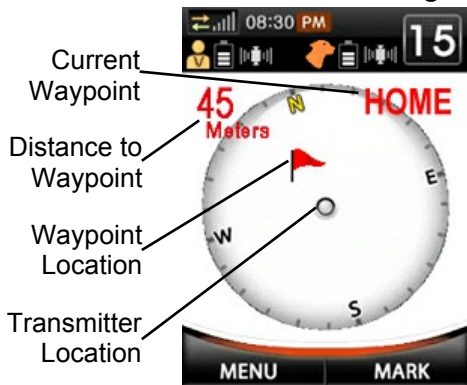 08:30 PM
15
Current
Waypoint
45
Meters
HOME
N
Distance to
Waypoint
E
Waypoint
Location
W
Transmitter
Location
S
MENU
MARK